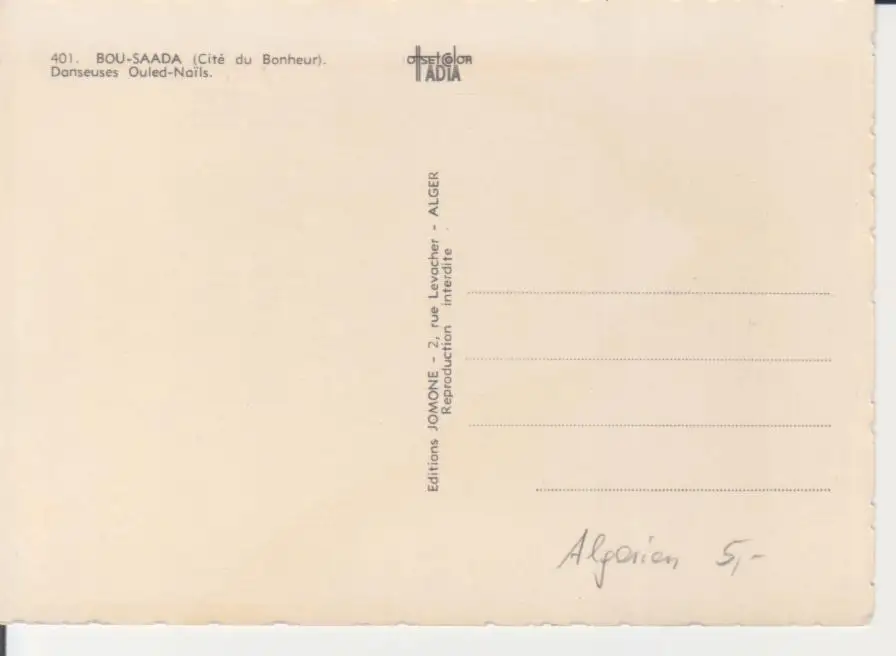 401. BOU-SAADA (Cité du Bonheur).
Danseuses Ouled-Naïls.
OffsetColor
ADIA
Editions JOMONE - 2, rue Levacher - ALGER
Reproduction interdite
Algerien 5,-